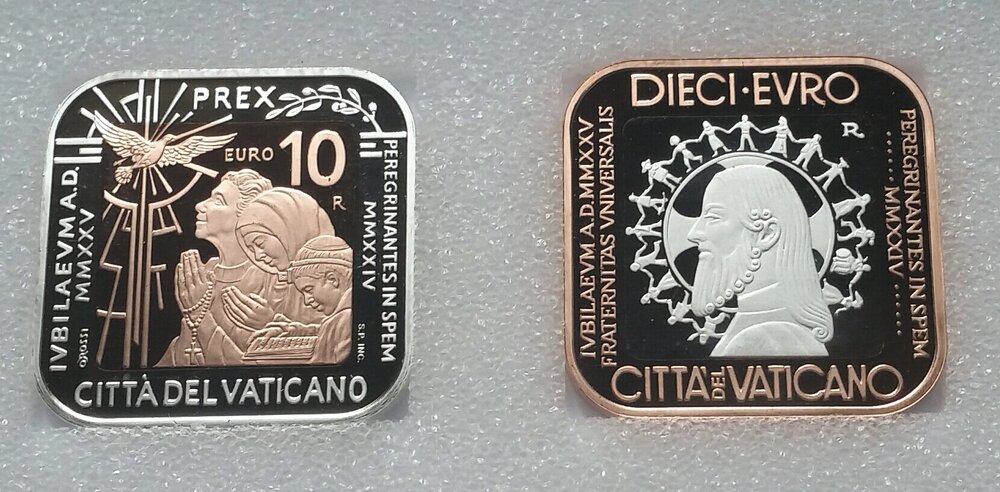 PREX
EURO 10
R
IVBILAEVM A.D.
MMXXV
PEREGRINANTES IN SPEM
MMXXIV
OROSSI
S.P. INC.
CITTÀ DEL VATICANO
DIECI·EVRO
R
IVBILAEVM A.D.MMXXV
FRATERNITAS VNIVERSALIS
PEREGRINANTES IN SPEM
...... MMXXIV ......
CITTÀ DEL VATICANO